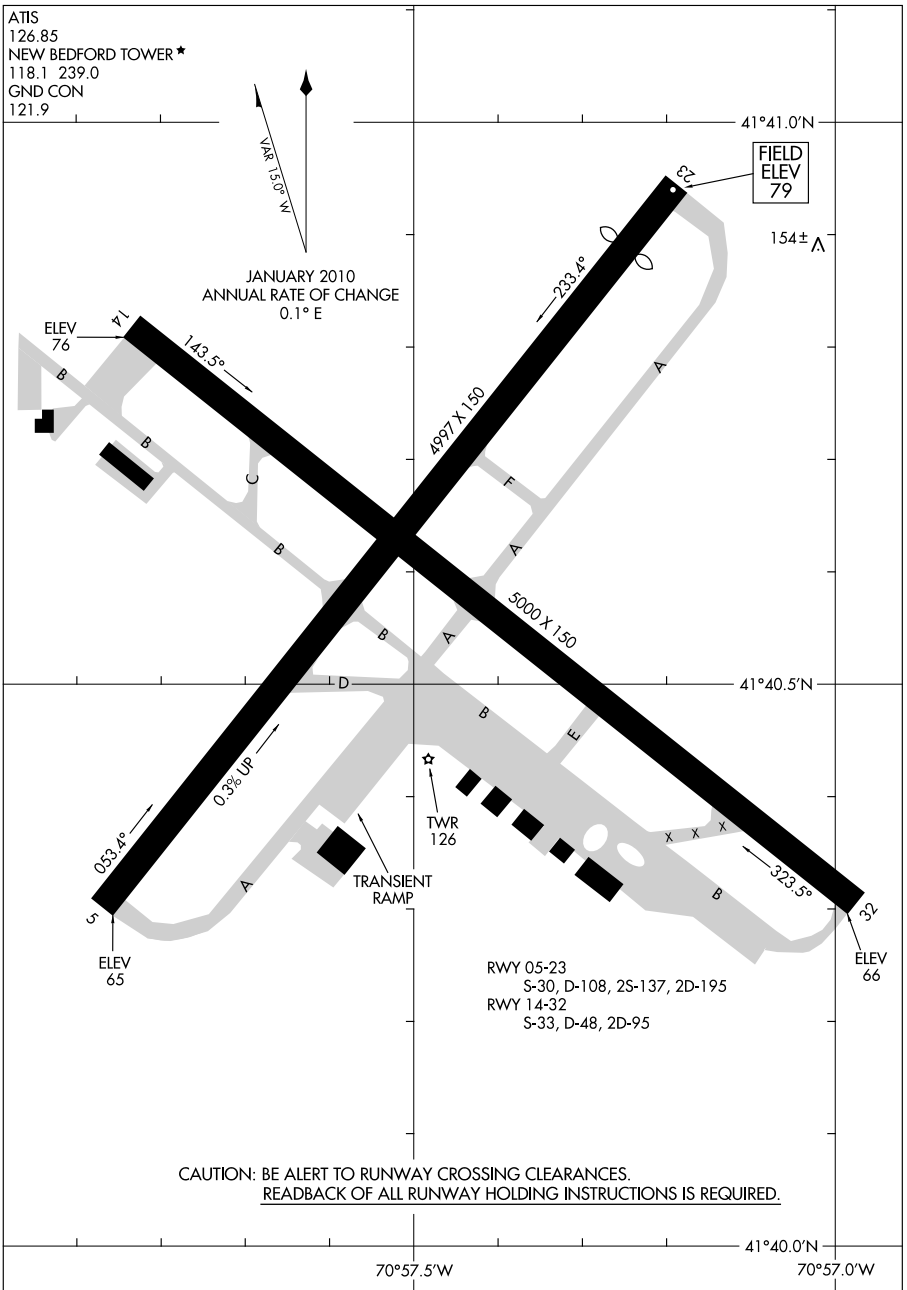 ATIS
126.85
NEW BEDFORD TOWER★
118.1 239.0
GND CON
121.9
VAR 15.0° W
JANUARY 2010
ANNUAL RATE OF CHANGE
0.1° E
41°41.0'N
FIELD
ELEV
79
23
154±
233.4°
14
ELEV
76
143.5°
B
A
4997 X 150
B
C
F
B
A
5000 X 150
B
A
D
41°40.5'N
B
E
0.3% UP
TWR
126
053.4°
X X X
323.5°
TRANSIENT
RAMP
A
B
5
32
ELEV
65
ELEV
66
RWY 05-23
S-30, D-108, 2S-137, 2D-195
RWY 14-32
S-33, D-48, 2D-95
CAUTION: BE ALERT TO RUNWAY CROSSING CLEARANCES.
READBACK OF ALL RUNWAY HOLDING INSTRUCTIONS IS REQUIRED.
41°40.0'N
70°57.5'W
70°57.0'W